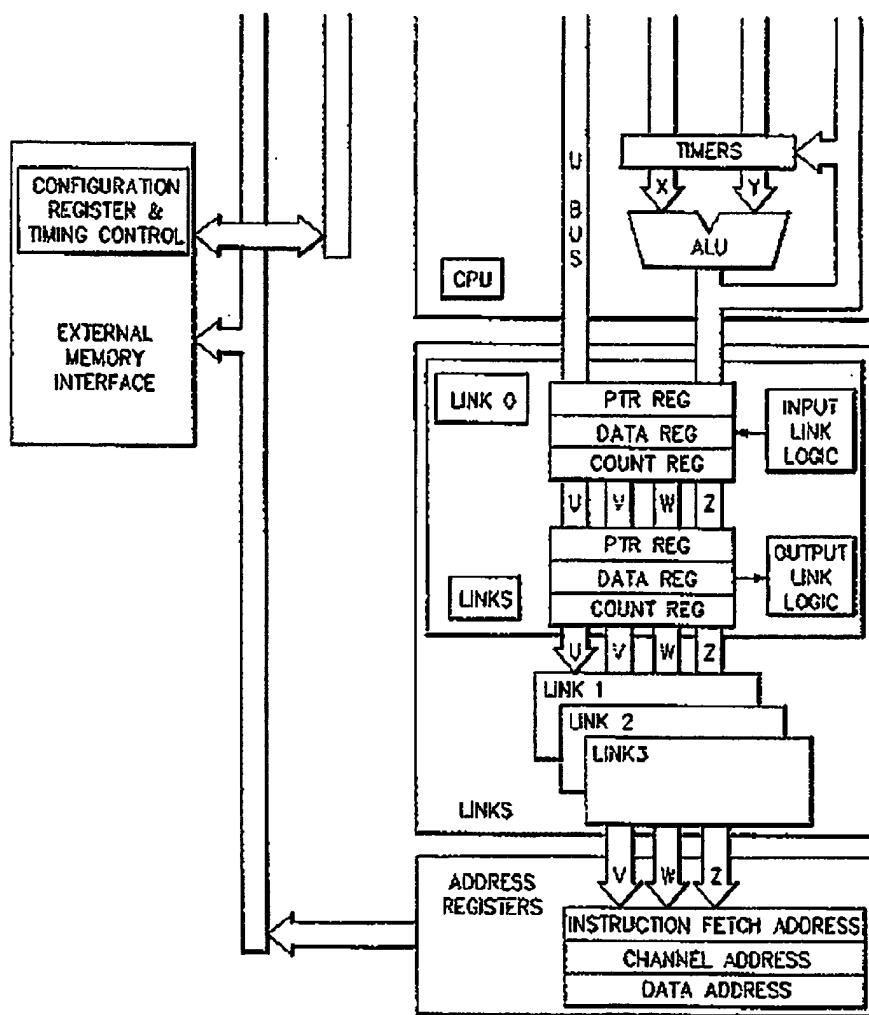 CONFIGURATION
REGISTER &
TIMING CONTROL
EXTERNAL
MEMORY
INTERFACE
U BUS
TIMERS
X Y
ALU
CPU
LINK 0
PTR REG
DATA REG
COUNT REG
INPUT
LINK
LOGIC
U V W Z
PTR REG
DATA REG
COUNT REG
OUTPUT
LINK
LOGIC
LINKS
U V W Z
LINK 1
LINK 2
LINK3
LINKS
V W Z
ADDRESS
REGISTERS
INSTRUCTION FETCH ADDRESS
CHANNEL ADDRESS
DATA ADDRESS